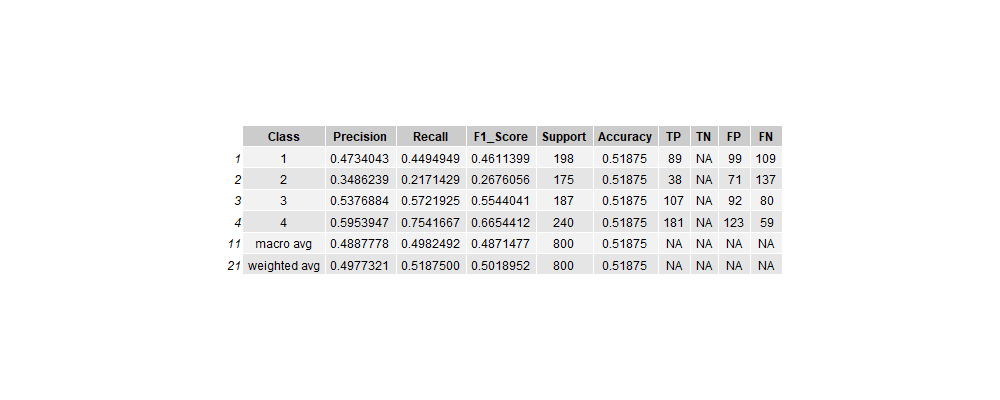 Class Precision Recall F1_Score Support Accuracy TP TN FP FN
1 1 0.4734043 0.4494949 0.4611399 198 0.51875 89 NA 99 109
2 2 0.3486239 0.2171429 0.2676056 175 0.51875 38 NA 71 137
3 3 0.5376884 0.5721925 0.5544041 187 0.51875 107 NA 92 80
4 4 0.5953947 0.7541667 0.6654412 240 0.51875 181 NA 123 59
11 macro avg 0.4887778 0.4982492 0.4871477 800 0.51875 NA NA NA NA
21 weighted avg 0.4977321 0.5187500 0.5018952 800 0.51875 NA NA NA NA